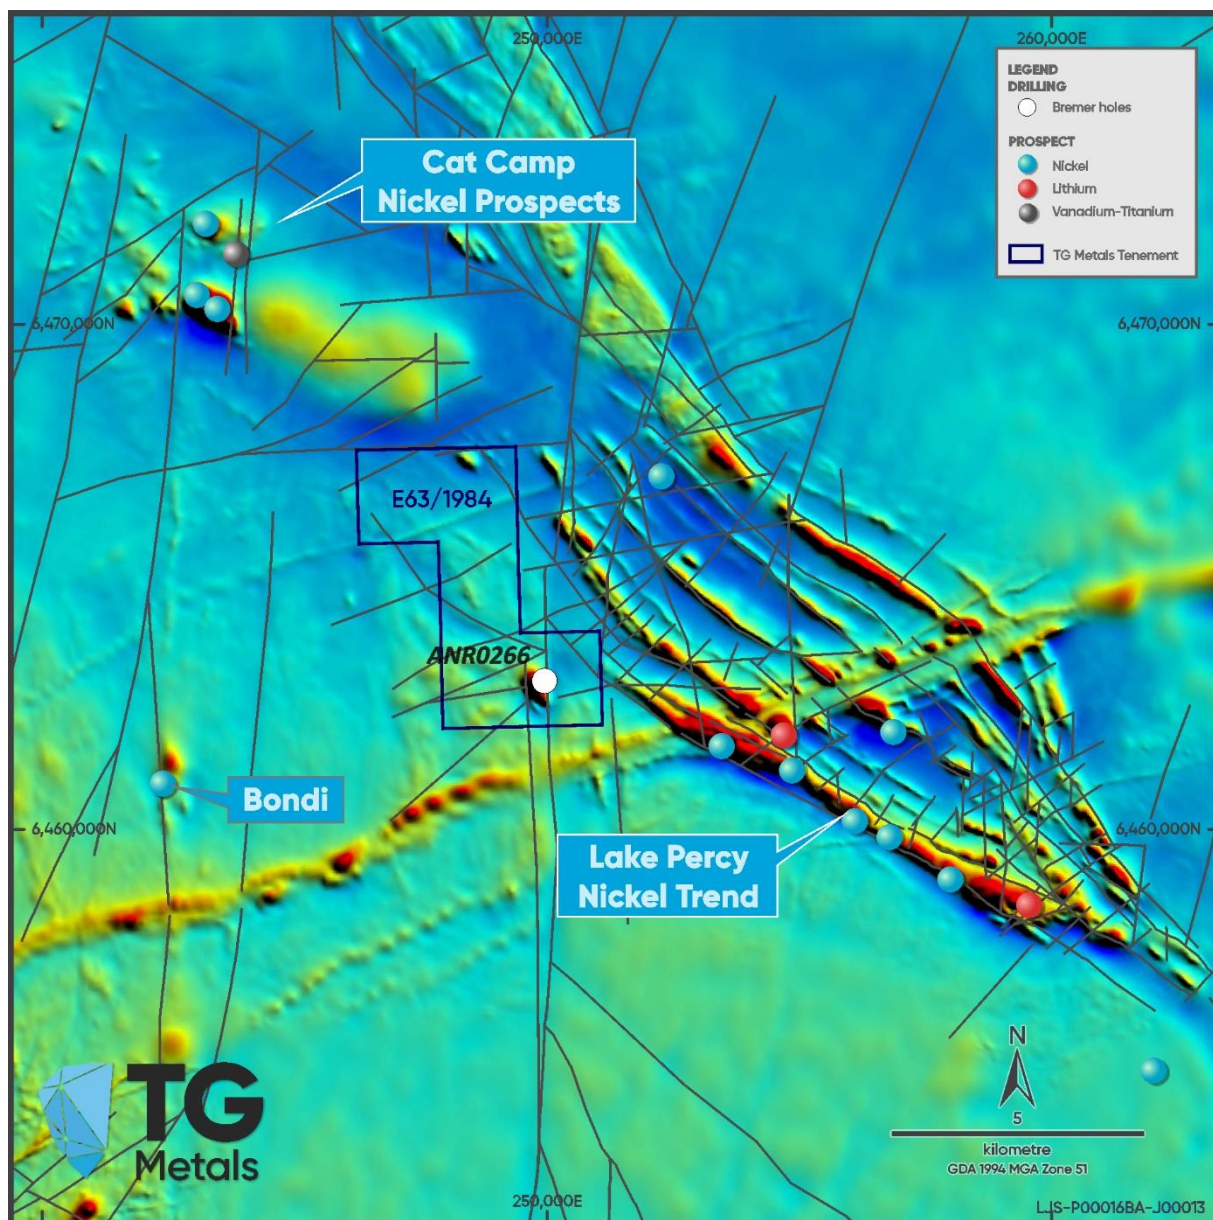 250,000E
260,000E
LEGEND
DRILLING
Bremer holes
PROSPECT
Nickel
Lithium
Vanadium-Titanium
TG Metals Tenement
Cat Camp
Nickel Prospects
6,470,000N
6,470,000N
E63/1984
ANR0266
Bondi
6,460,000N
6,460,000N
Lake Percy
Nickel Trend
N
5
kilometre
GDA 1994 MGA Zone 51
TG
Metals
250,000E
LJS-P00016BA-J00013